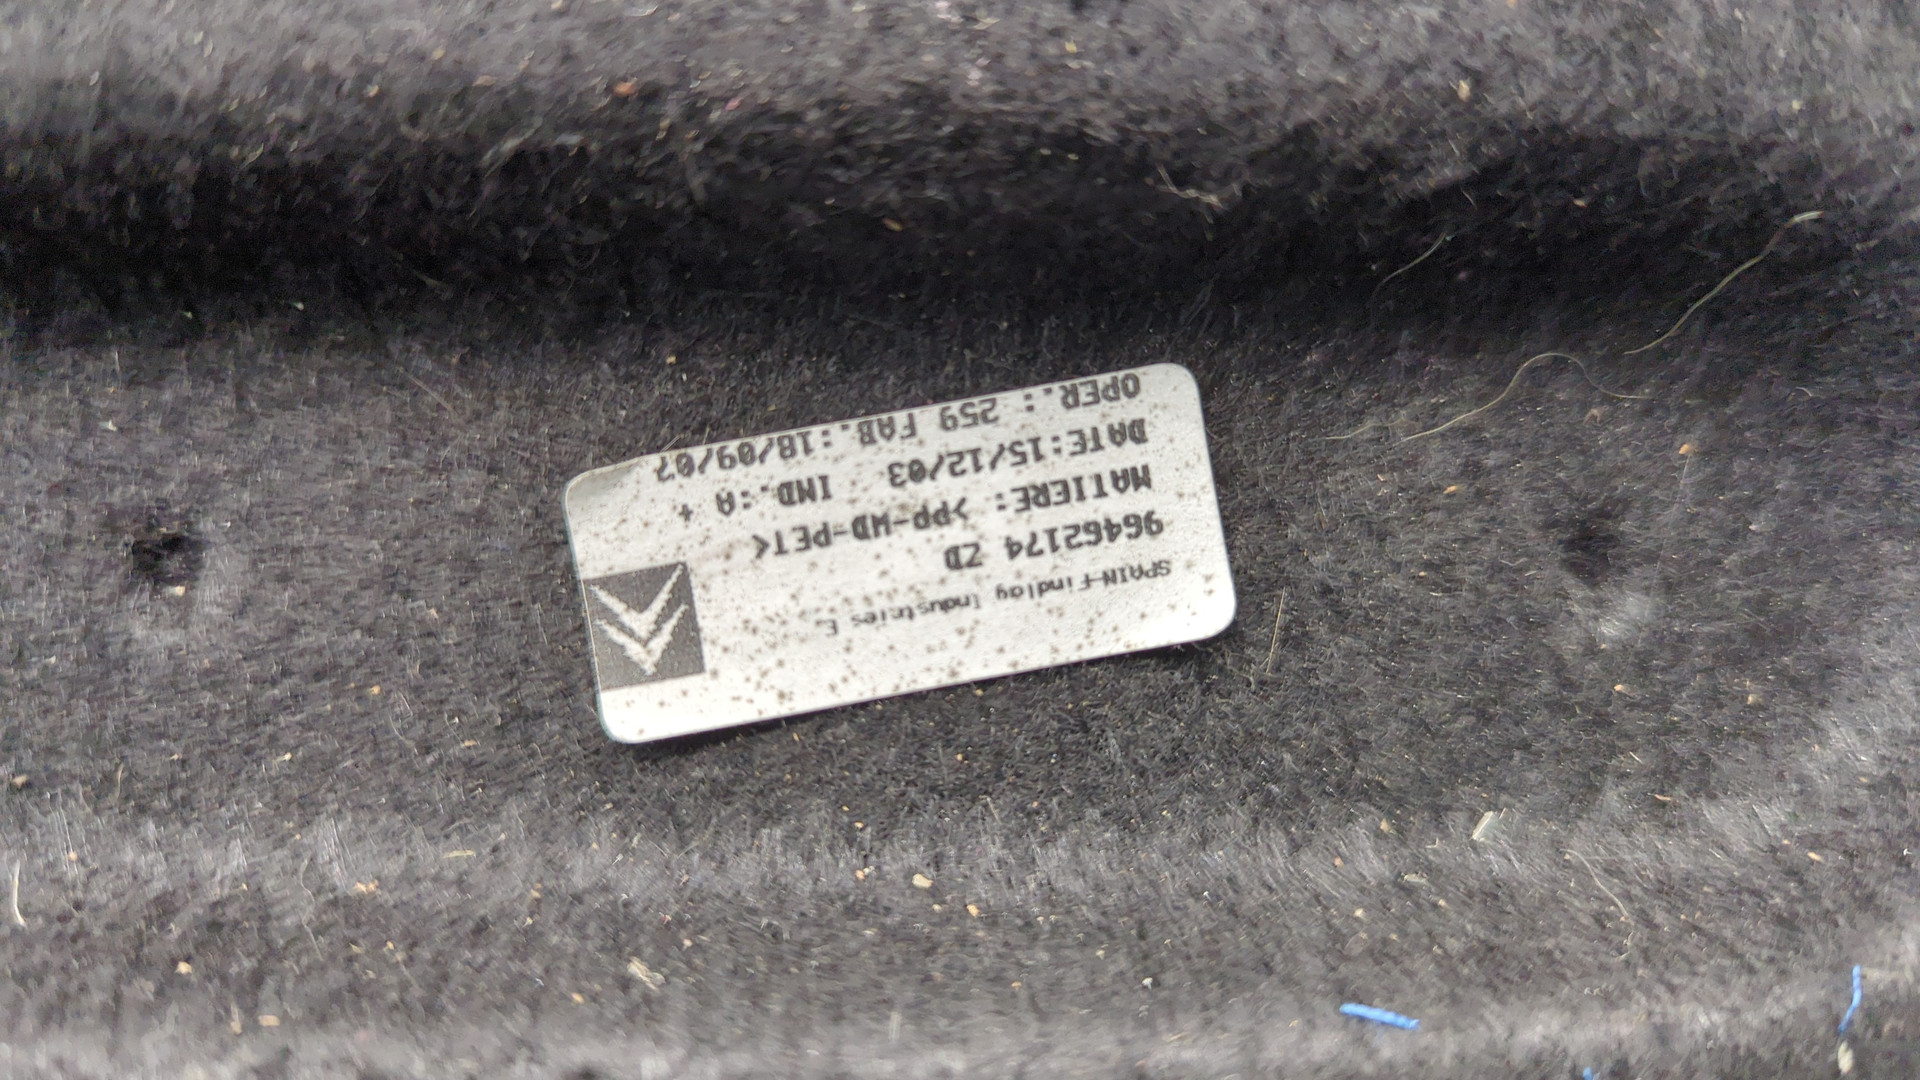 SPAIN-Findlay Industries E.
96462174 ZD
MATIERE: >PP-WD-PET<
DATE:15/12/03 IND.:A +
OPER.: 259 FAB.:18/09/07